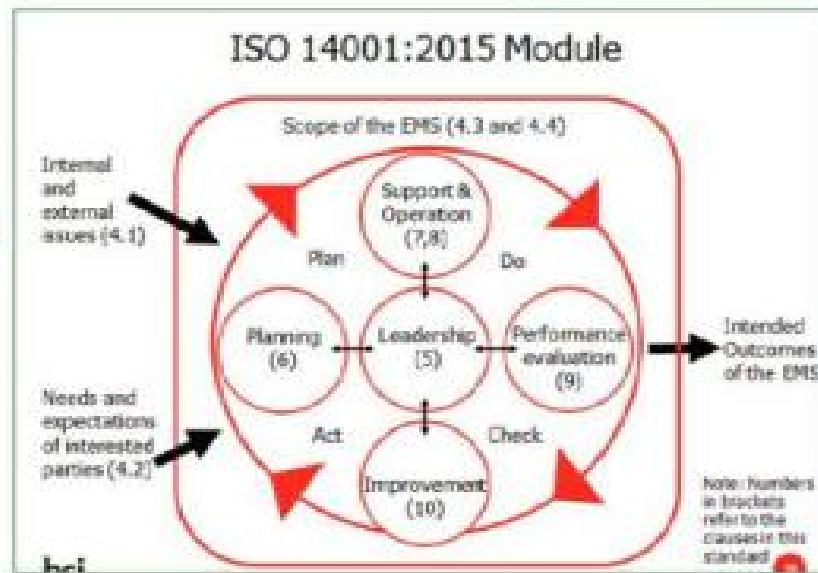 ISO 14001:2015 Module
Scope of the EMS (4.3 and 4.4)
Internal
and
external
issues (4.1)
Support &
Operation
(7,8)
Plan
Do
Planning
(6)
Leadership
(5)
Performance
evaluation
(9)
Intended
Outcomes
of the EMS
Needs and
expectations
of interested
parties (4.2)
Act
Check
Improvement
(10)
Note: Numbers
in brackets
refer to the
clauses in this
standard
bsi